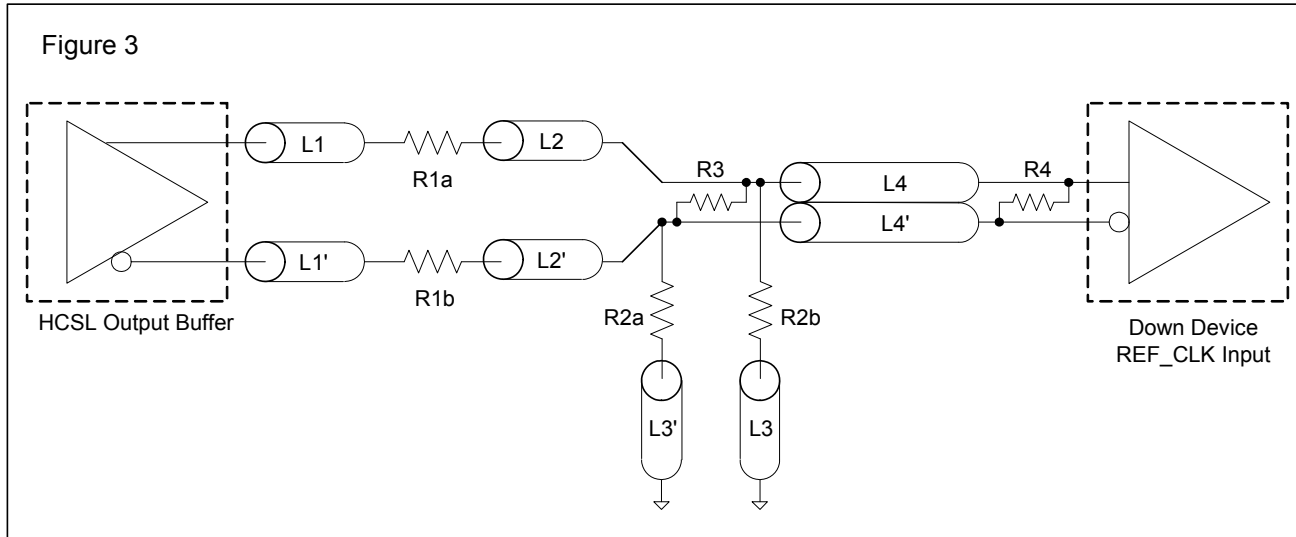 Figure 3
L1
R1a
L2
R3
L4
R4
L4'
L1'
R1b
L2'
HCSL Output Buffer
R2a
R2b
Down Device
REF_CLK Input
L3'
L3